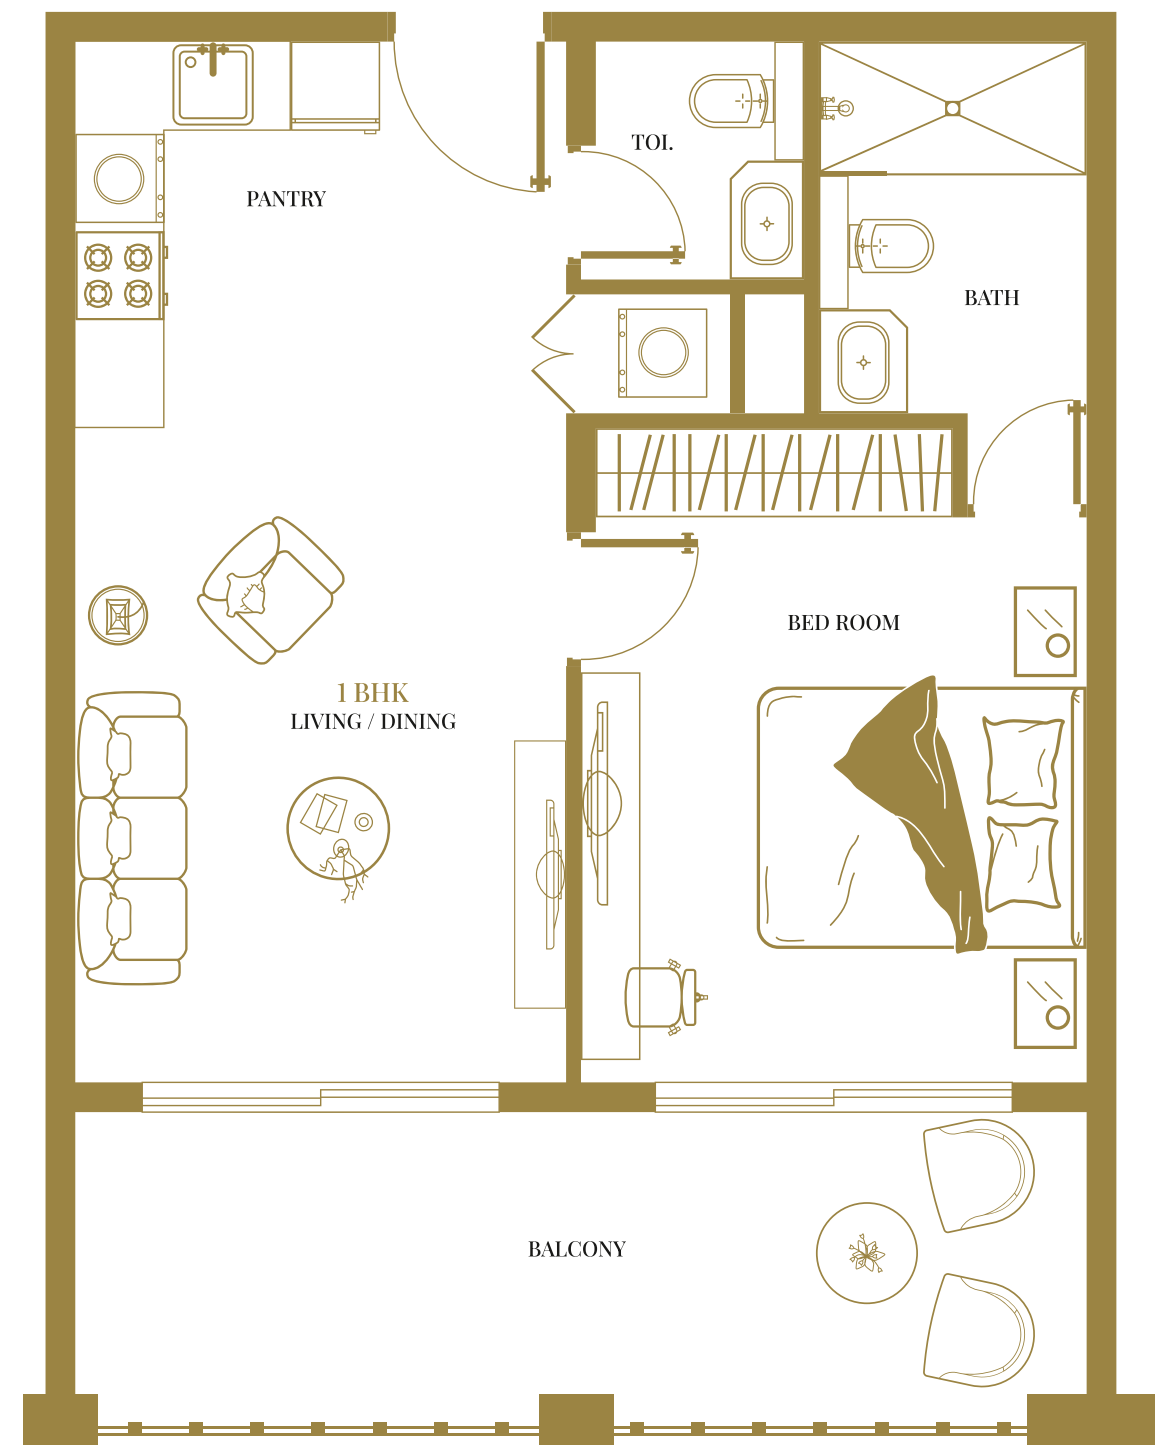 TOI.
PANTRY
BATH
BED ROOM
1 BHK
LIVING / DINING
BALCONY